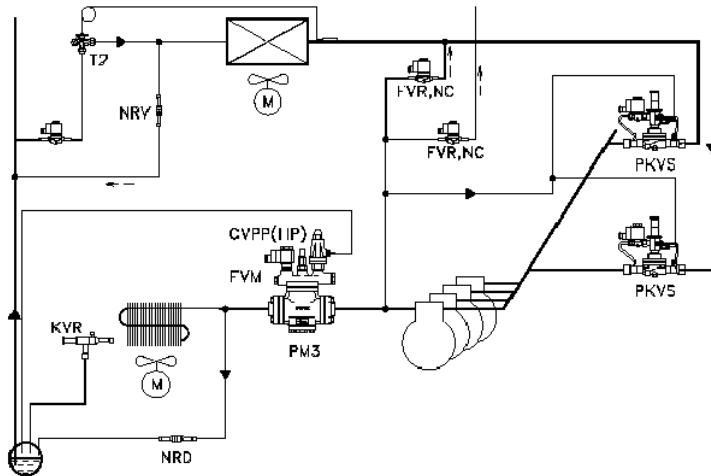 T2
M
NRV
FVR,NC
FVR,NC
PKVS
CVPP(HP)
FVM
PKVS
KVR
PM3
M
NRD